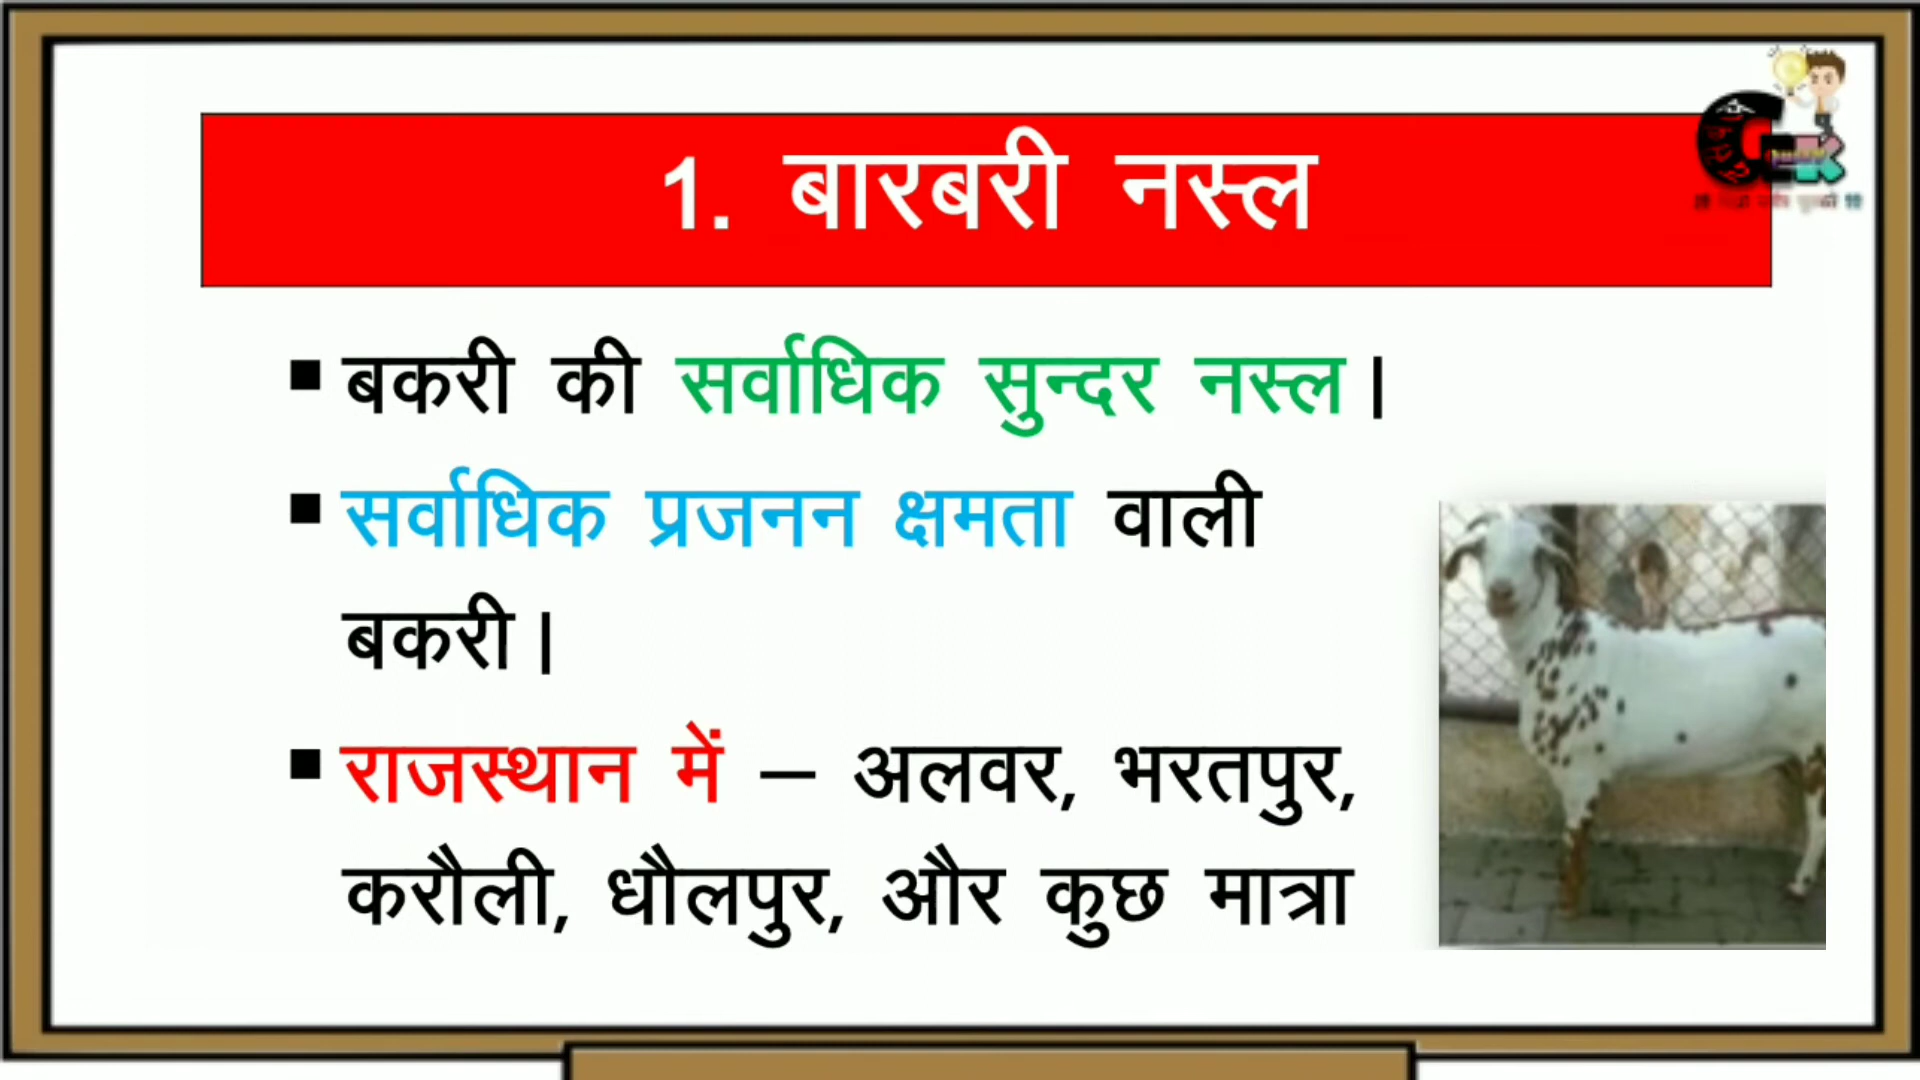 1. बारबरी नस्ल
▪ बकरी की सर्वाधिक सुन्दर नस्ल।
▪ सर्वाधिक प्रजनन क्षमता वाली
बकरी।
▪ राजस्थान में – अलवर, भरतपुर,
करौली, धौलपुर, और कुछ मात्रा